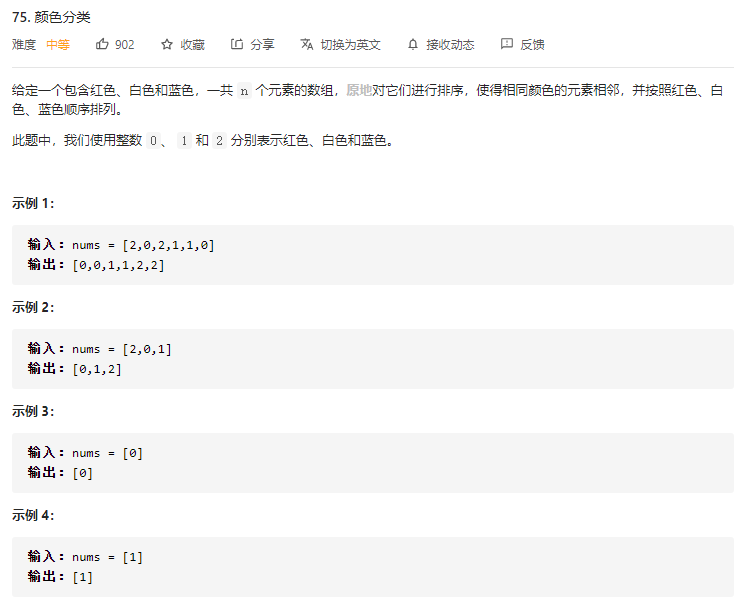 75. 颜色分类
难度 中等 902 收藏 分享 切换为英文 接收动态 反馈
给定一个包含红色、白色和蓝色，一共 n 个元素的数组，原地对它们进行排序，使得相同颜色的元素相邻，并按照红色、白
色、蓝色顺序排列。
此题中，我们使用整数 0、 1 和 2 分别表示红色、白色和蓝色。
示例 1：
输入：nums = [2,0,2,1,1,0]
输出：[0,0,1,1,2,2]
示例 2：
输入：nums = [2,0,1]
输出：[0,1,2]
示例 3：
输入：nums = [0]
输出：[0]
示例 4：
输入：nums = [1]
输出：[1]